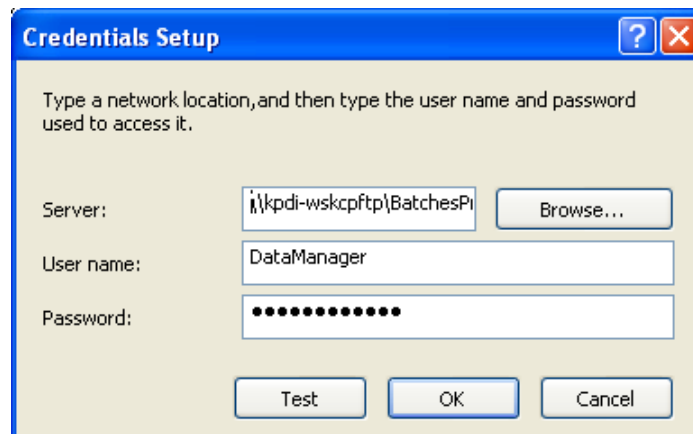 Credentials Setup
Type a network location,and then type the user name and password
used to access it.
Server:
\\kpdi-wskcpftp\BatchesPr
Browse...
User name:
DataManager
Password:
●●●●●●●●●●●●
Test
OK
Cancel